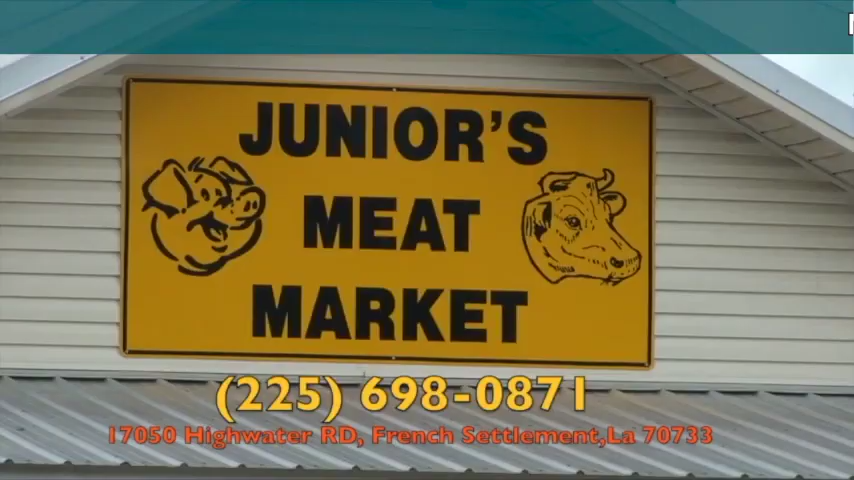 JUNIOR'S
MEAT
MARKET
(225) 698-0871
17050 Highwater RD, French Settlement,La 70733